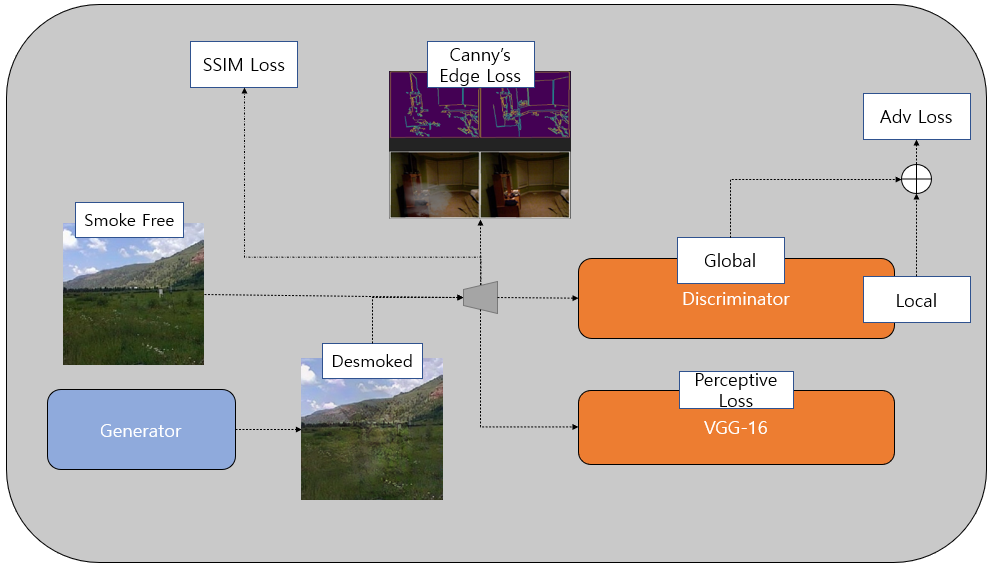 SSIM Loss
Canny's
Edge Loss
Adv Loss
Smoke Free
Global
Discriminator
Local
Desmoked
Generator
Perceptive
Loss
VGG-16